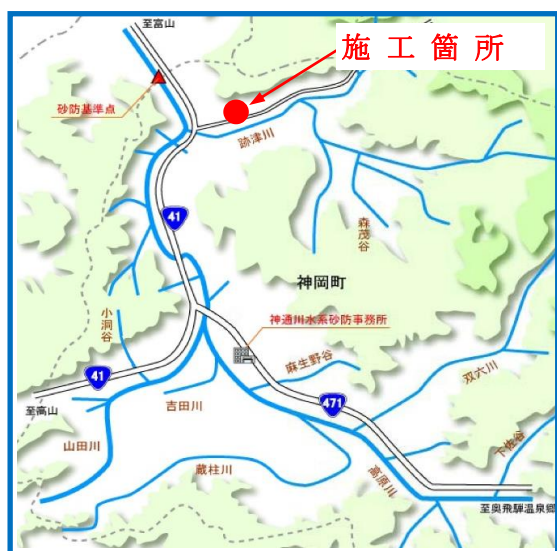 至富山
施工箇所
砂防基準点
跡津川
森茂谷
41
神岡町
小洞谷
神通川水系砂防事務所
麻生野谷
双六川
41
471
至高山
吉田川
下佐谷
山田川
蔵柱川
高原川
至奥飛騨温泉郷